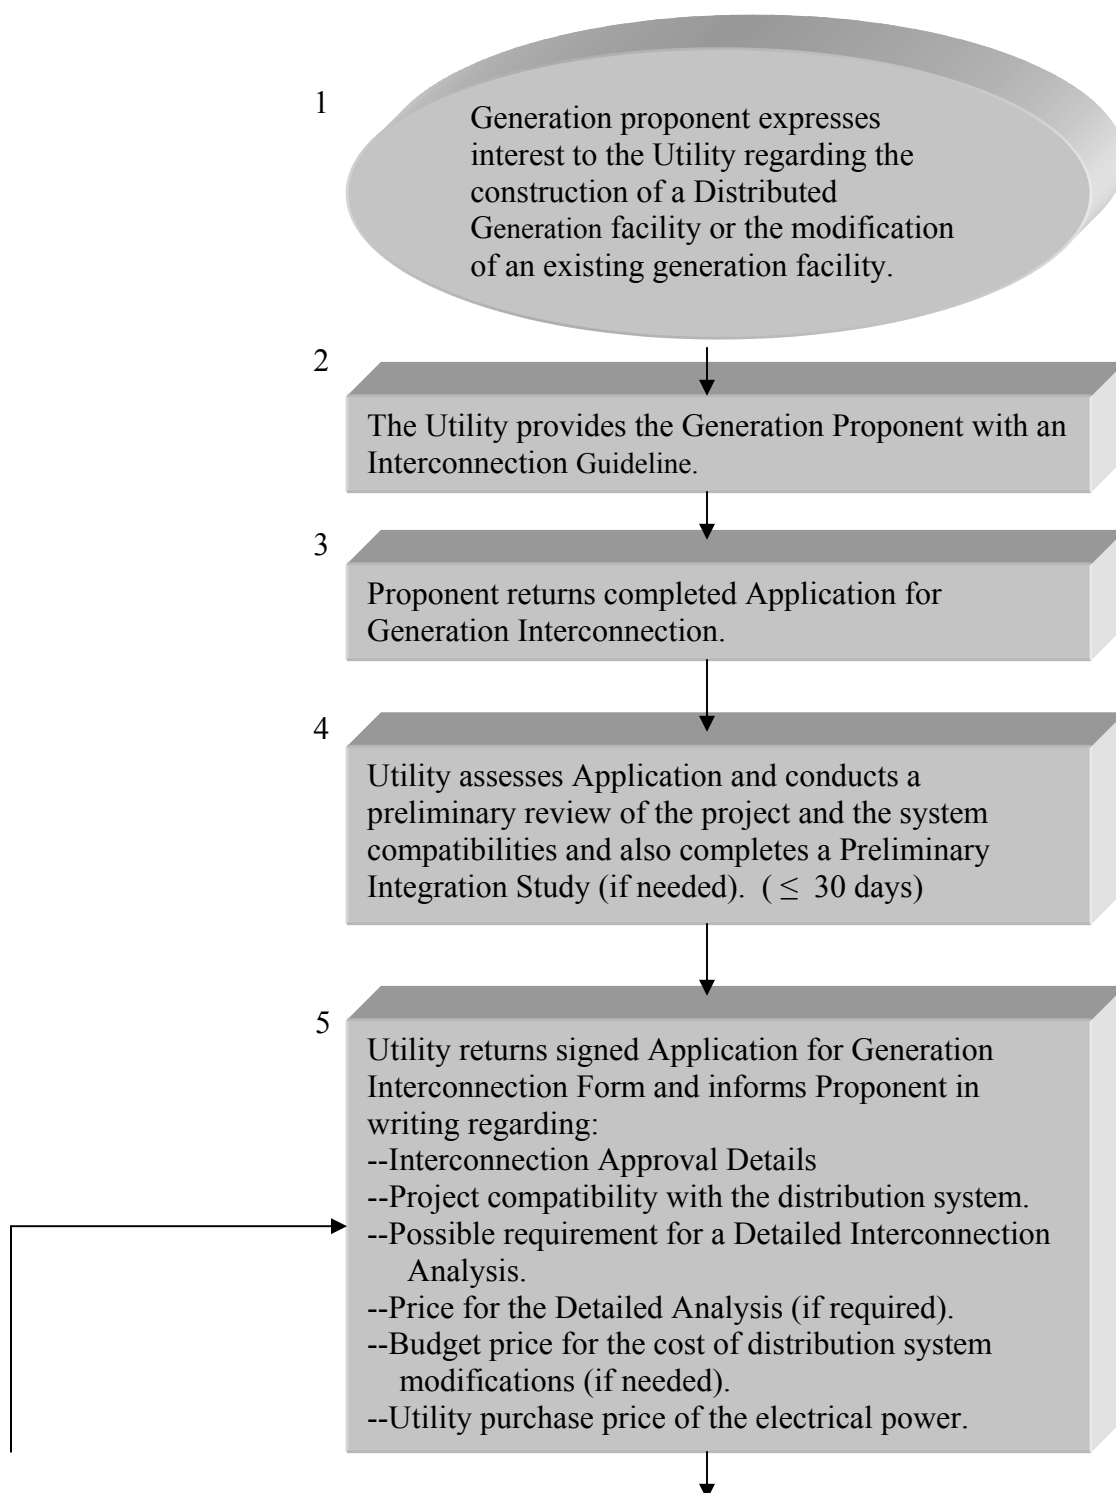 1
Generation proponent expresses
interest to the Utility regarding the
construction of a Distributed
Generation facility or the modification
of an existing generation facility.
2
The Utility provides the Generation Proponent with an
Interconnection Guideline.
3
Proponent returns completed Application for
Generation Interconnection.
4
Utility assesses Application and conducts a
preliminary review of the project and the system
compatibilities and also completes a Preliminary
Integration Study (if needed).  ( ≤  30 days)
5
Utility returns signed Application for Generation
Interconnection Form and informs Proponent in
writing regarding:
--Interconnection Approval Details
--Project compatibility with the distribution system.
--Possible requirement for a Detailed Interconnection
Analysis.
--Price for the Detailed Analysis (if required).
--Budget price for the cost of distribution system
modifications (if needed).
--Utility purchase price of the electrical power.